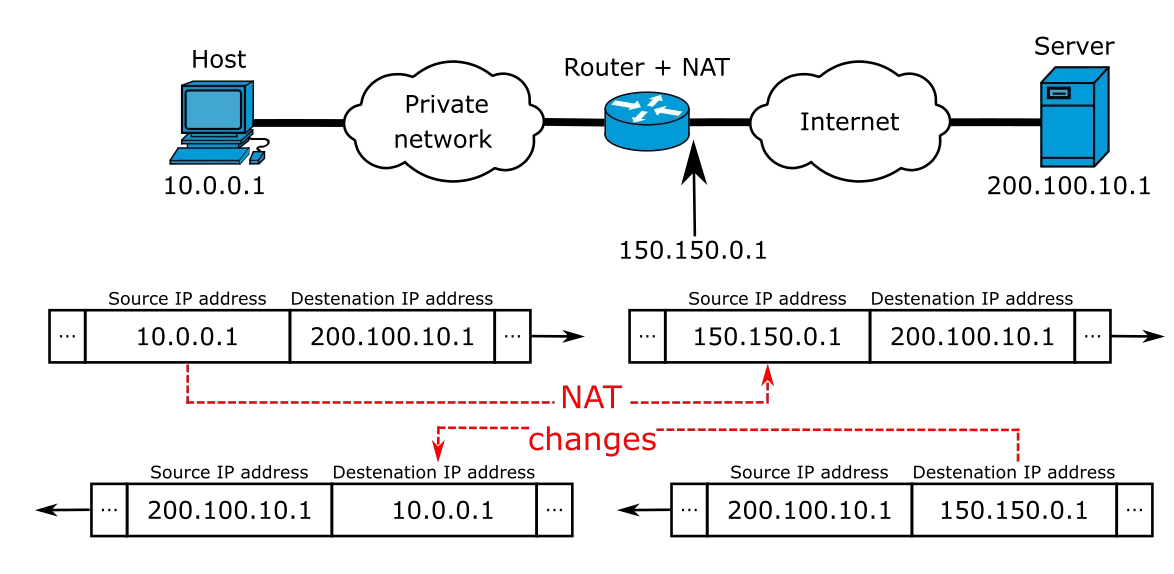 Host
Server
Router + NAT
Private
network
Internet
10.0.0.1
200.100.10.1
150.150.0.1
Source IP address Destenation IP address
... 10.0.0.1 200.100.10.1 ...
Source IP address Destenation IP address
... 150.150.0.1 200.100.10.1 ...
NAT
changes
Source IP address Destenation IP address
... 200.100.10.1 10.0.0.1 ...
Source IP address Destenation IP address
... 200.100.10.1 150.150.0.1 ...